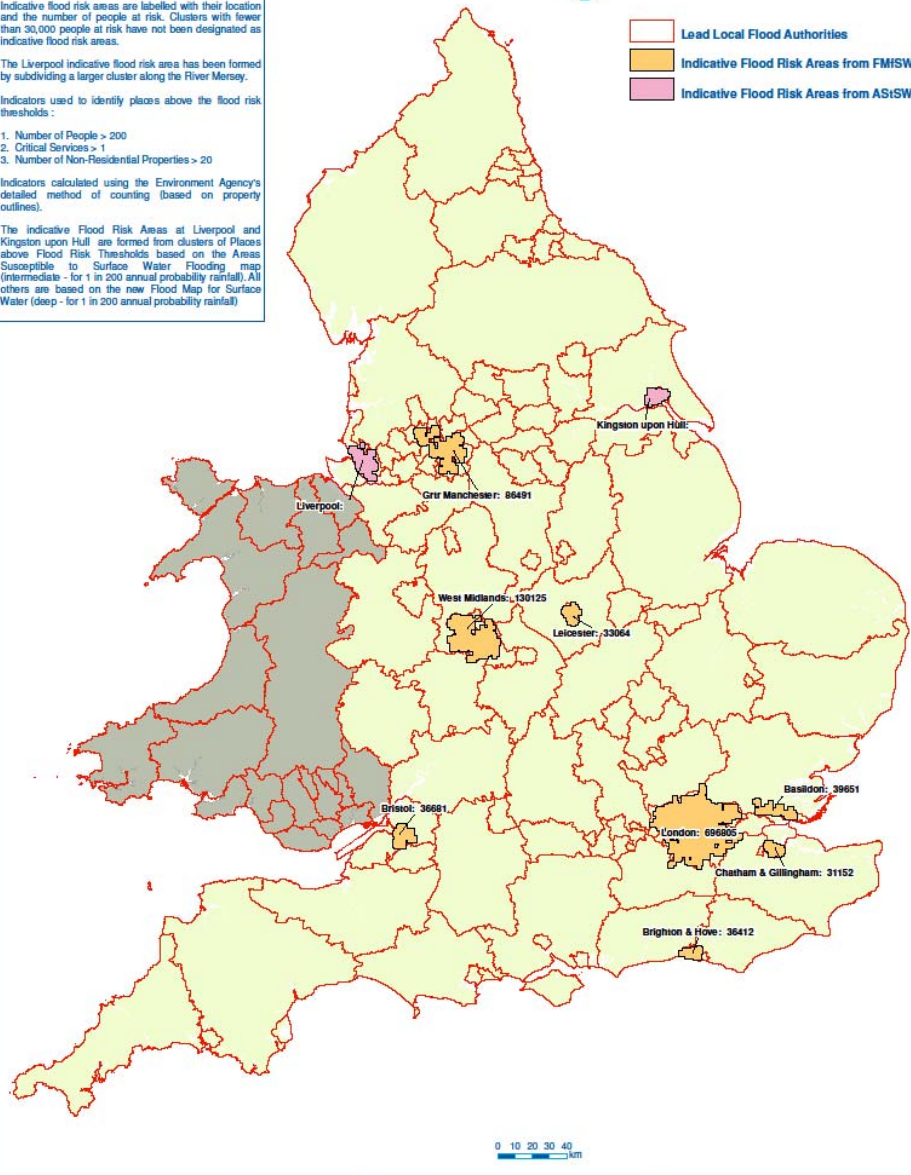 Indicative flood risk areas are labelled with their location
and the number of people at risk. Clusters with fewer
than 30,000 people at risk have not been designated as
indicative flood risk areas.
The Liverpool indicative flood risk area has been formed
by subdividing a larger cluster along the River Mersey.
Indicators used to identify places above the flood risk
thresholds :
1. Number of People > 200
2. Critical Services > 1
3. Number of Non-Residential Properties > 20
Indicators calculated using the Environment Agency's
detailed method of counting (based on property
outlines).
The indicative Flood Risk Areas at Liverpool and
Kingston upon Hull are formed from clusters of Places
above Flood Risk Thresholds based on the Areas
Susceptible to Surface Water Flooding map
(intermediate - for 1 in 200 annual probability rainfall). All
others are based on the new Flood Map for Surface
Water (deep - for 1 in 200 annual probability rainfall)
Lead Local Flood Authorities
Indicative Flood Risk Areas from FMfSW
Indicative Flood Risk Areas from AStSW
Kingston upon Hull:
Grtr Manchester: 86491
Liverpool:
West Midlands: 130125
Leicester: 33064
Basildon: 39651
Bristol: 36681
London: 696805
Chatham & Gillingham: 31152
Brighton & Hove: 36412
0 10 20 30 40
km